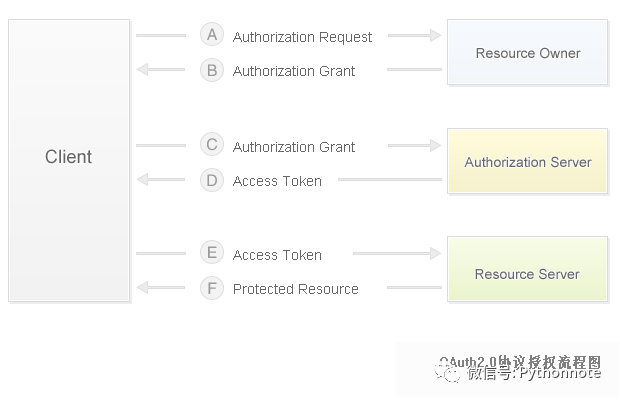 Client
A Authorization Request
Resource Owner
B Authorization Grant
C Authorization Grant
Authorization Server
D Access Token
E Access Token
Resource Server
F Protected Resource
OAuth2.0协议授权流程图
微信号: Pythonnote